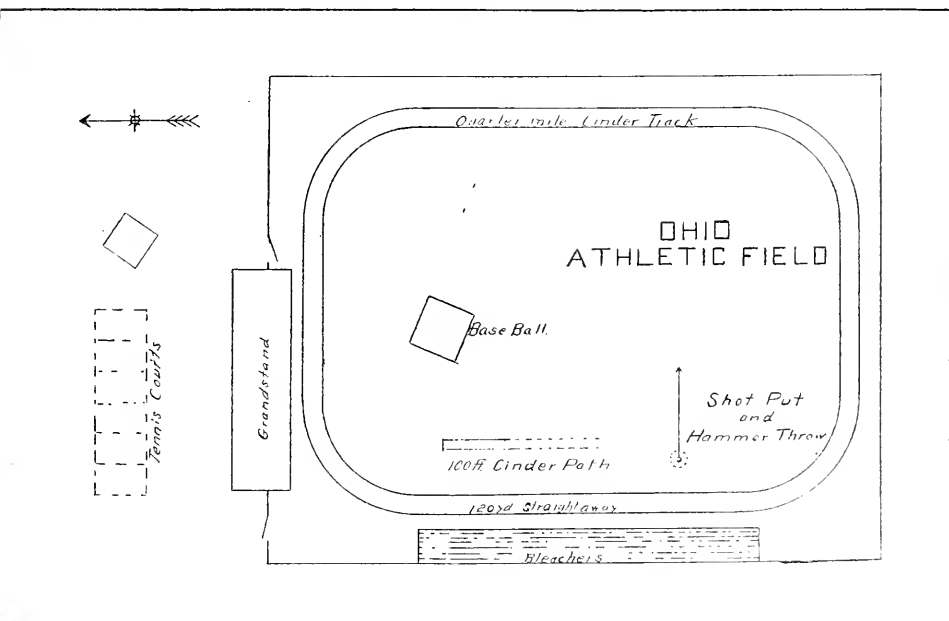 Quarter mile Cinder Track
OHIO
ATHLETIC FIELD
Base Ball.
Grandstand
Tennis Courts
Shot Put
and
Hammer Throw
100ft. Cinder Path
120yd Straightaway
Bleachers